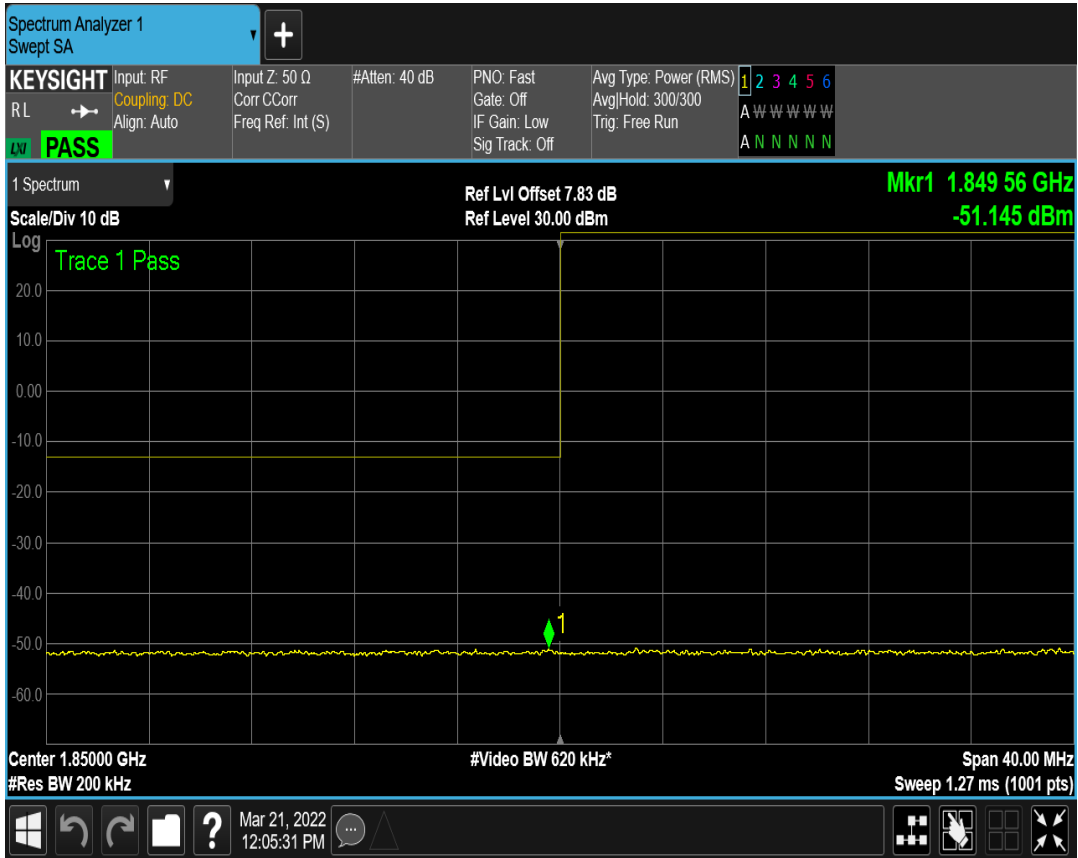 Spectrum Analyzer 1
Swept SA
+
KEYSIGHT
R L
LXI PASS
Input: RF
Coupling: DC
Align: Auto
Input Z: 50 Ω
Corr CCorr
Freq Ref: Int (S)
#Atten: 40 dB
PNO: Fast
Gate: Off
IF Gain: Low
Sig Track: Off
Avg Type: Power (RMS)
Avg|Hold: 300/300
Trig: Free Run
1 2 3 4 5 6
A W W W W W
A N N N N N
1 Spectrum
Scale/Div 10 dB
Ref Lvl Offset 7.83 dB
Ref Level 30.00 dBm
Mkr1 1.849 56 GHz
-51.145 dBm
Log
Trace 1 Pass
20.0
10.0
0.00
-10.0
-20.0
-30.0
-40.0
1
-50.0
-60.0
Center 1.85000 GHz
#Video BW 620 kHz*
Span 40.00 MHz
#Res BW 200 kHz
Sweep 1.27 ms (1001 pts)
?
Mar 21, 2022
12:05:31 PM